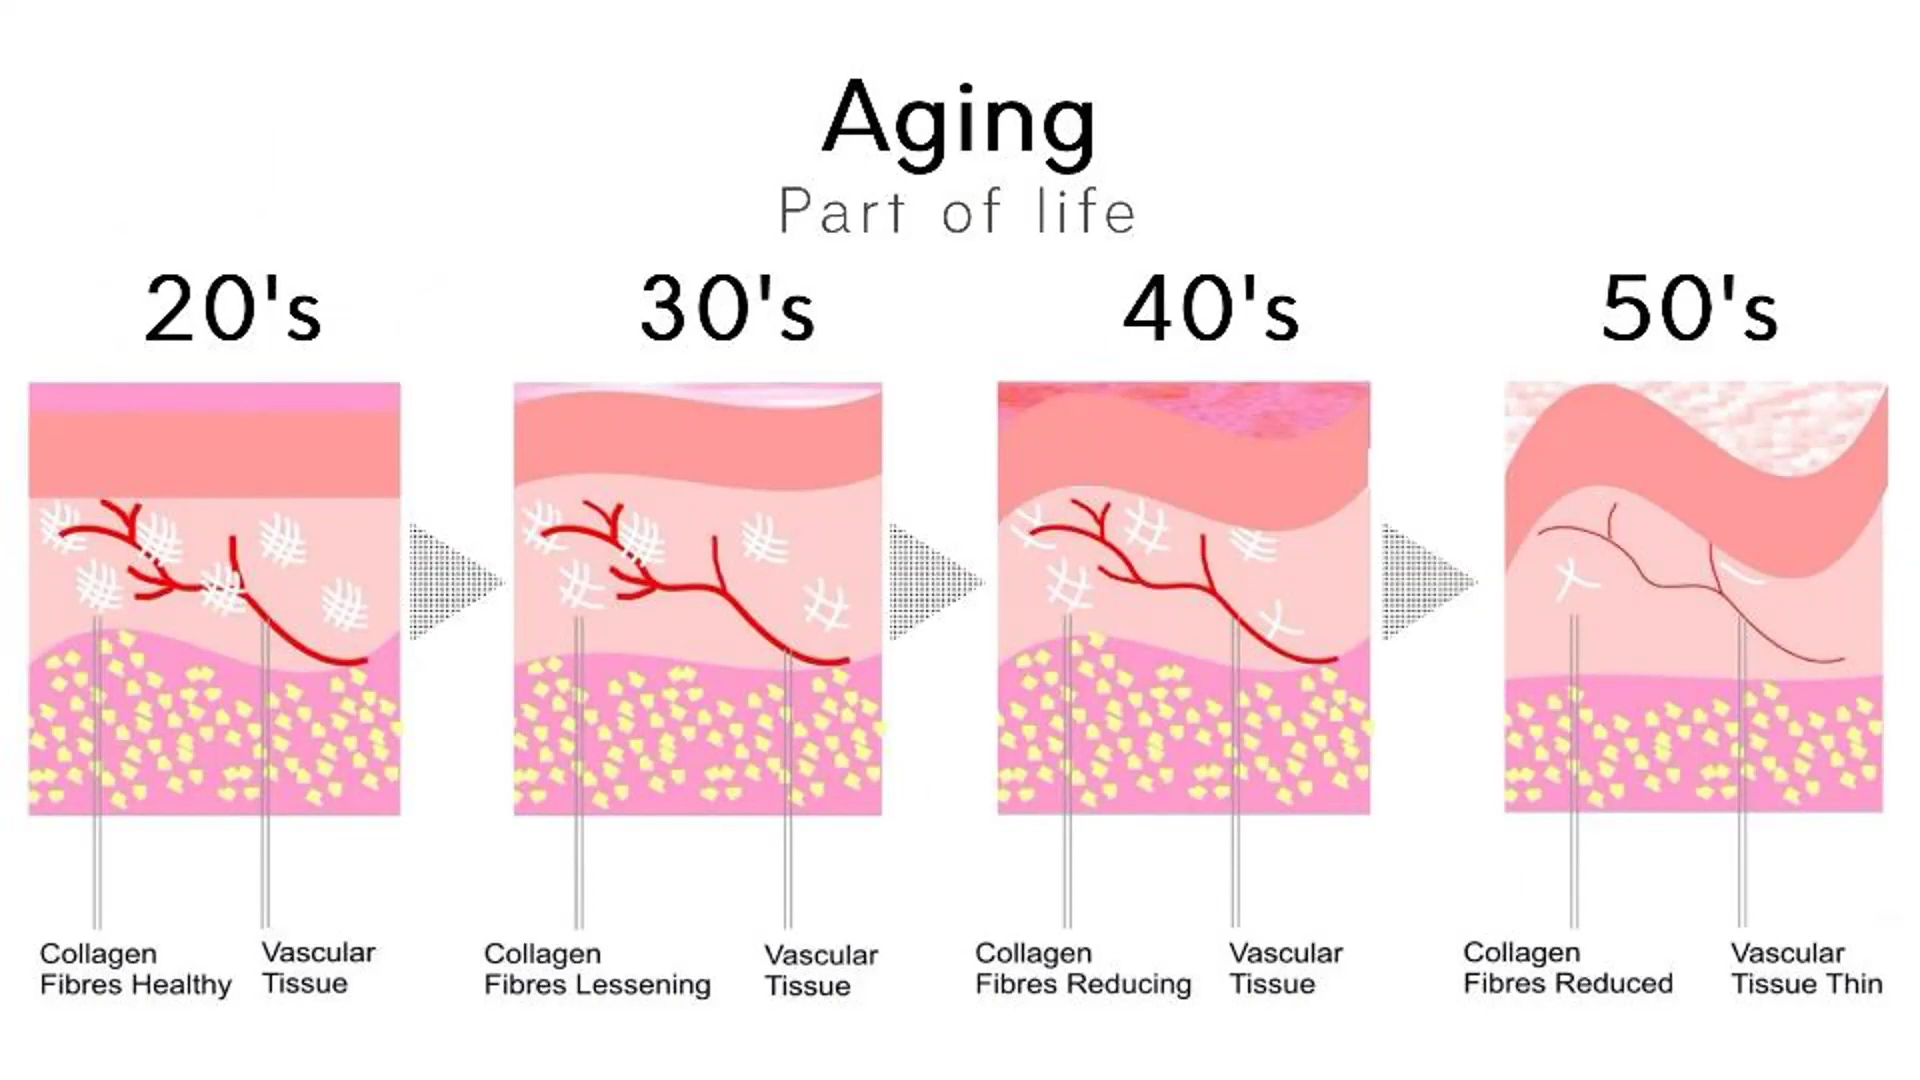 Aging
Part of life
20's
30's
40's
50's
Collagen
Fibres Healthy
Vascular
Tissue
Collagen
Fibres Lessening
Vascular
Tissue
Collagen
Fibres Reducing
Vascular
Tissue
Collagen
Fibres Reduced
Vascular
Tissue Thin